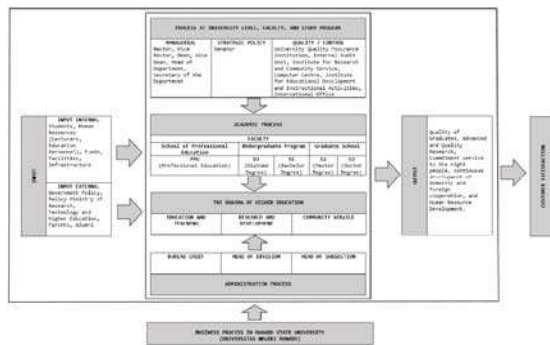 PROCESS AT UNIVERSITY LEVEL, FACULTY, AND STUDY PROGRAM
MANAGERIAL
Rector, Vice
Rector, Dean, Vice
Dean, Head of
Department,
Secretary of the
Department
STRATEGIC POLICY
Senator
QUALITY / CONTROL
University Quality Assurance
Institution, Internal Audit
Unit, Institute for Research
and Community Service,
Computer Centre, Institute
for Educational Development
and Instructional Activities,
International Office
INPUT
INPUT INTERNAL
Students, Human
Resources
(Lecturers,
Education
Personnel), Funds,
Facilities,
Infrastructure
INPUT EXTERNAL
Government Policy,
Policy Ministry of
Research,
Technology and
Higher Education,
Parents, Alumni
ACADEMIC PROCESS
FACULTY
School of Professional
Education
Undergraduate Program
Graduate School
PPG
(Professional Education)
D3
(Diploma
Degree)
S1
(Bachelor
Degree)
S2
(Master
Degree)
S3
(Doctor
Degree)
THE DHARMA OF HIGHER EDUCATION
EDUCATION AND
TEACHING
RESEARCH AND
DEVELOPMENT
COMMUNITY SERVICE
BUREAU CHIEF
HEAD OF DIVISION
HEAD OF SUBSECTION
ADMINISTRATION PROCESS
OUTPUT
Quality of
Graduates, Advanced
and Quality
Research,
Commitment service
to the right
people, continuous
development of
domestic and
foreign
cooperation, and
Human Resource
Development.
CUSTOMER SATISFACTION
BUSINESS PROCESS IN MANADO STATE UNIVERSITY
(UNIVERSITAS NEGERI MANADO)